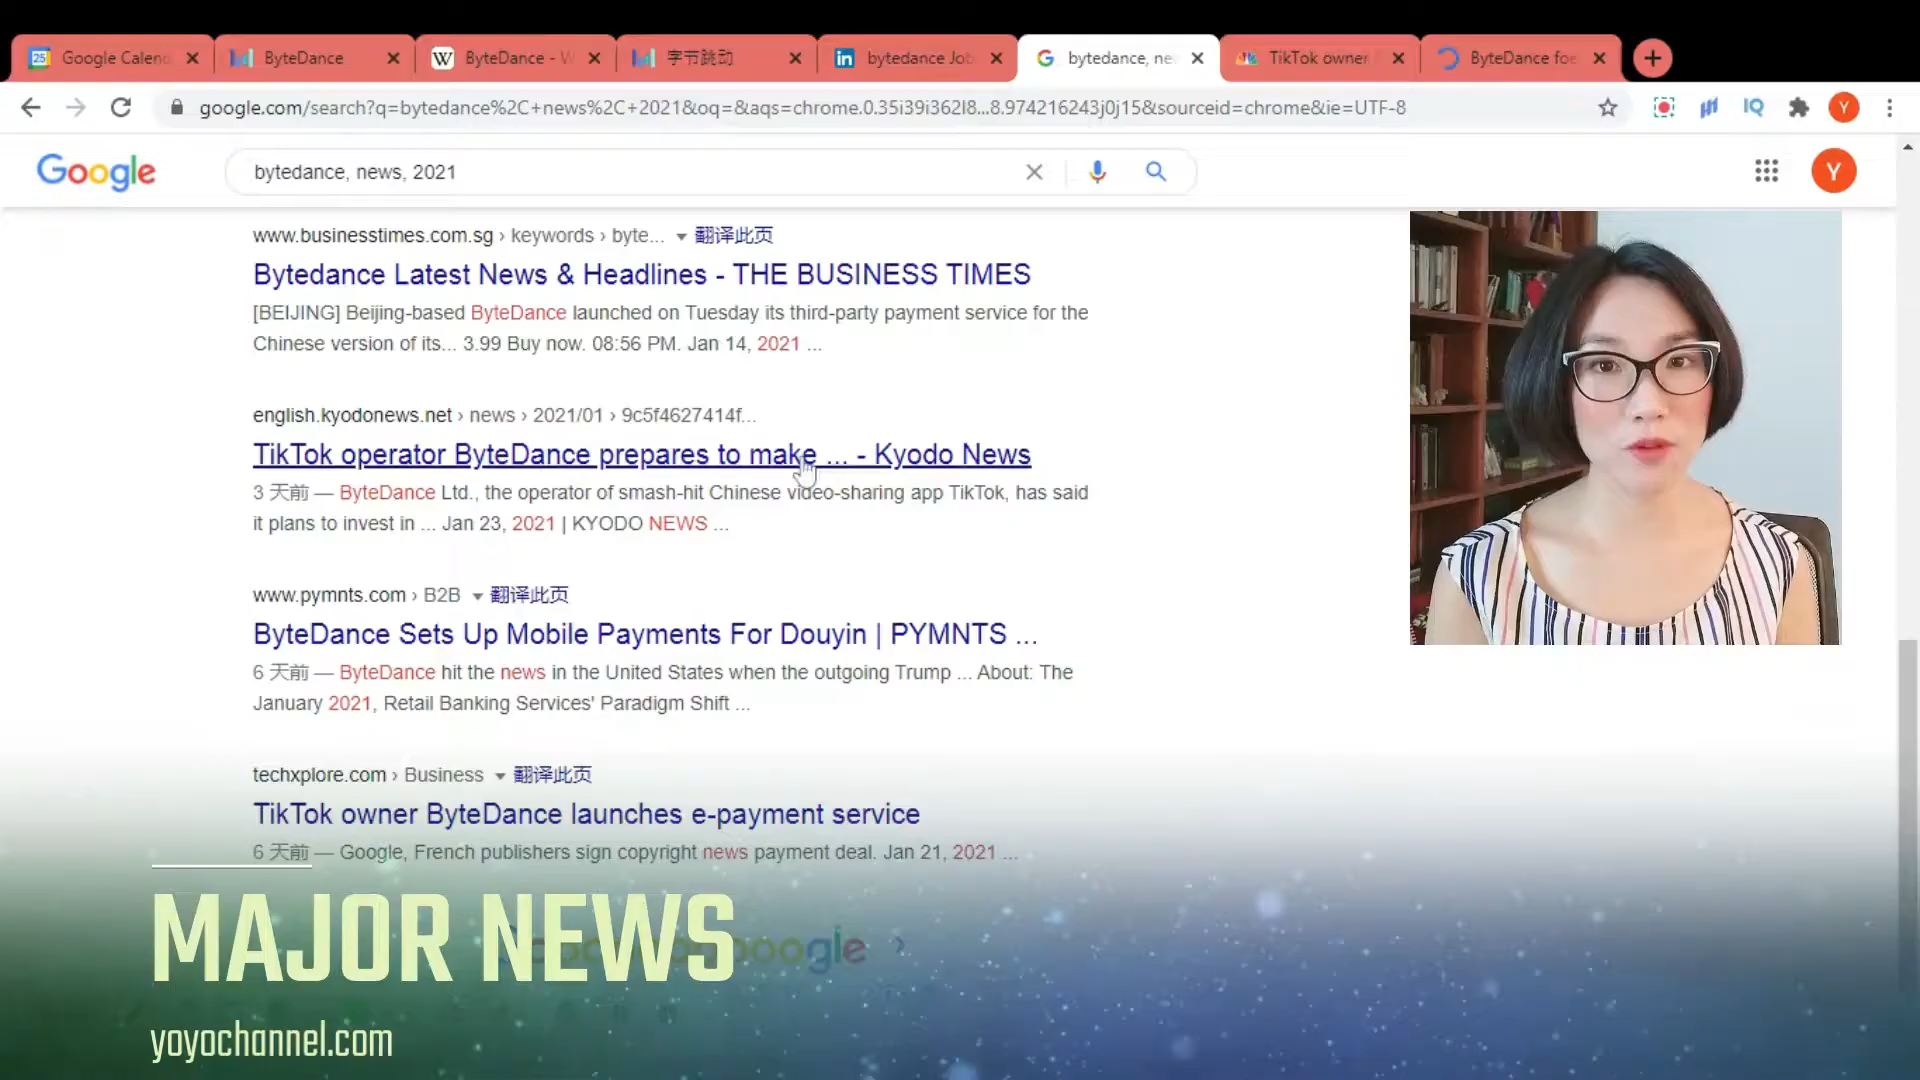 25 Google Calend
ByteDance
W ByteDance - W
字节跳动
in bytedance Job
G bytedance, ne
TikTok owner
ByteDance foe
google.com/search?q=bytedance%2C+news%2C+2021&oq=&aqs=chrome.0.35i39i362l8...8.974216243j0j15&sourceid=chrome&ie=UTF-8
IQ
Y
Google
bytedance, news, 2021
Y
www.businesstimes.com.sg › keywords › byte... 翻译此页
Bytedance Latest News & Headlines - THE BUSINESS TIMES
[BEIJING] Beijing-based ByteDance launched on Tuesday its third-party payment service for the
Chinese version of its... 3.99 Buy now. 08:56 PM. Jan 14, 2021 ...
english.kyodonews.net › news › 2021/01 › 9c5f4627414f...
TikTok operator ByteDance prepares to make ... - Kyodo News
3 天前 — ByteDance Ltd., the operator of smash-hit Chinese video-sharing app TikTok, has said
it plans to invest in ... Jan 23, 2021 | KYODO NEWS ...
www.pymnts.com › B2B 翻译此页
ByteDance Sets Up Mobile Payments For Douyin | PYMNTS ...
6 天前 — ByteDance hit the news in the United States when the outgoing Trump ... About: The
January 2021, Retail Banking Services' Paradigm Shift ...
techxplore.com › Business 翻译此页
TikTok owner ByteDance launches e-payment service
6 天前 — Google, French publishers sign copyright news payment deal. Jan 21, 2021 ...
MAJOR NEWS
yoyochannel.com